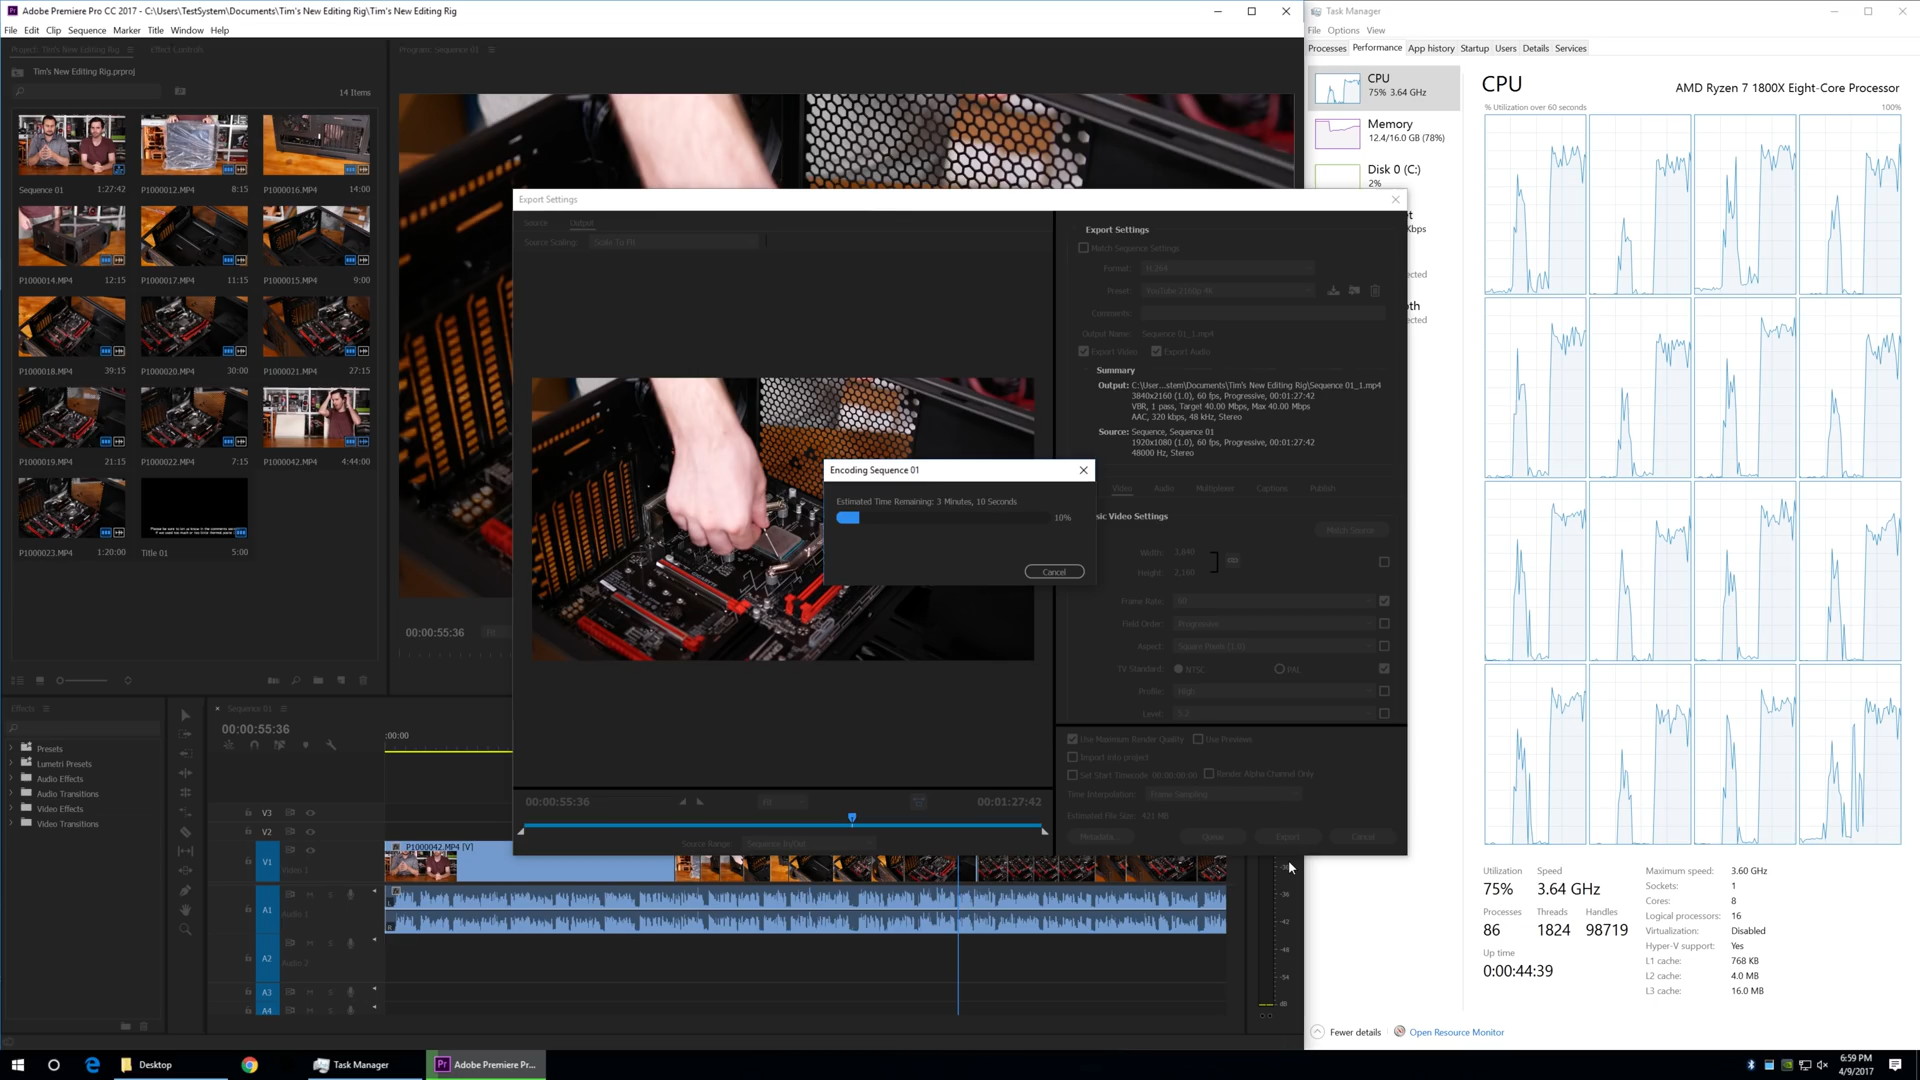 Adobe Premiere Pro CC 2017 - C:\Users\TestSystem\Documents\Tim's New Editing Rig\Tim's New Editing Rig
File Edit Clip Sequence Marker Title Window Help
Project: Tim's New Editing Rig
Effect Controls
Program: Sequence 01
Tim's New Editing Rig.prproj
14 Items
Sequence 01 1:27:42
P1000012.MP4 8:15
P1000016.MP4 14:00
P1000014.MP4 12:15
P1000017.MP4 11:15
P1000015.MP4 9:00
P1000018.MP4 39:15
P1000020.MP4 30:00
P1000021.MP4 27:15
P1000019.MP4 21:15
P1000022.MP4 7:15
P1000042.MP4 4:44:00
P1000023.MP4 1:20:00
Title 01 5:00
00:00:55:36
Fit
Effects
Presets
Lumetri Presets
Audio Effects
Audio Transitions
Video Effects
Video Transitions
Sequence 01
00:00:55:36
:00:00
V3
V2
V1
Video 1
P1000042.MP4 [V]
A1
Audio 1
A2
Audio 2
A3
A4
M S
L
R
-36
-42
-48
-54
dB
Export Settings
Source Output
Source Scaling: Scale To Fit
00:00:55:36
Fit
00:01:27:42
Source Range: Sequence In/Out
Export Settings
Match Sequence Settings
Format: H.264
Preset: YouTube 2160p 4K
Comments:
Output Name: Sequence 01_1.mp4
Export Video Export Audio
Summary
Output: C:\User...stem\Documents\Tim's New Editing Rig\Sequence 01_1.mp4
3840x2160 (1.0), 60 fps, Progressive, 00:01:27:42
VBR, 1 pass, Target 40.00 Mbps, Max 40.00 Mbps
AAC, 320 kbps, 48 kHz, Stereo
Source: Sequence, Sequence 01
1920x1080 (1.0), 60 fps, Progressive, 00:01:27:42
48000 Hz, Stereo
Video Audio Multiplexer Captions Publish
sic Video Settings
Match Source
Width: 3,840
Height: 2,160
Frame Rate: 60
Field Order: Progressive
Aspect: Square Pixels (1.0)
TV Standard: NTSC PAL
Profile: High
Level: 5.2
Use Maximum Render Quality Use Previews
Import into project
Set Start Timecode 00:00:00:00 Render Alpha Channel Only
Time Interpolation: Frame Sampling
Estimated File Size: 421 MB
Metadata... Queue Export Cancel
Encoding Sequence 01
Estimated Time Remaining: 3 Minutes, 10 Seconds
10%
Cancel
Task Manager
File Options View
Processes Performance App history Startup Users Details Services
CPU
75% 3.64 GHz
Memory
12.4/16.0 GB (78%)
Disk 0 (C:)
2%
et
Kbps
ected
oth
ected
CPU
AMD Ryzen 7 1800X Eight-Core Processor
% Utilization over 60 seconds
100%
Utilization Speed
75% 3.64 GHz
Processes Threads Handles
86 1824 98719
Up time
0:00:44:39
Maximum speed: 3.60 GHz
Sockets: 1
Cores: 8
Logical processors: 16
Virtualization: Disabled
Hyper-V support: Yes
L1 cache: 768 KB
L2 cache: 4.0 MB
L3 cache: 16.0 MB
Fewer details
Open Resource Monitor
Desktop
Task Manager
Pr Adobe Premiere Pr...
6:59 PM
4/9/2017